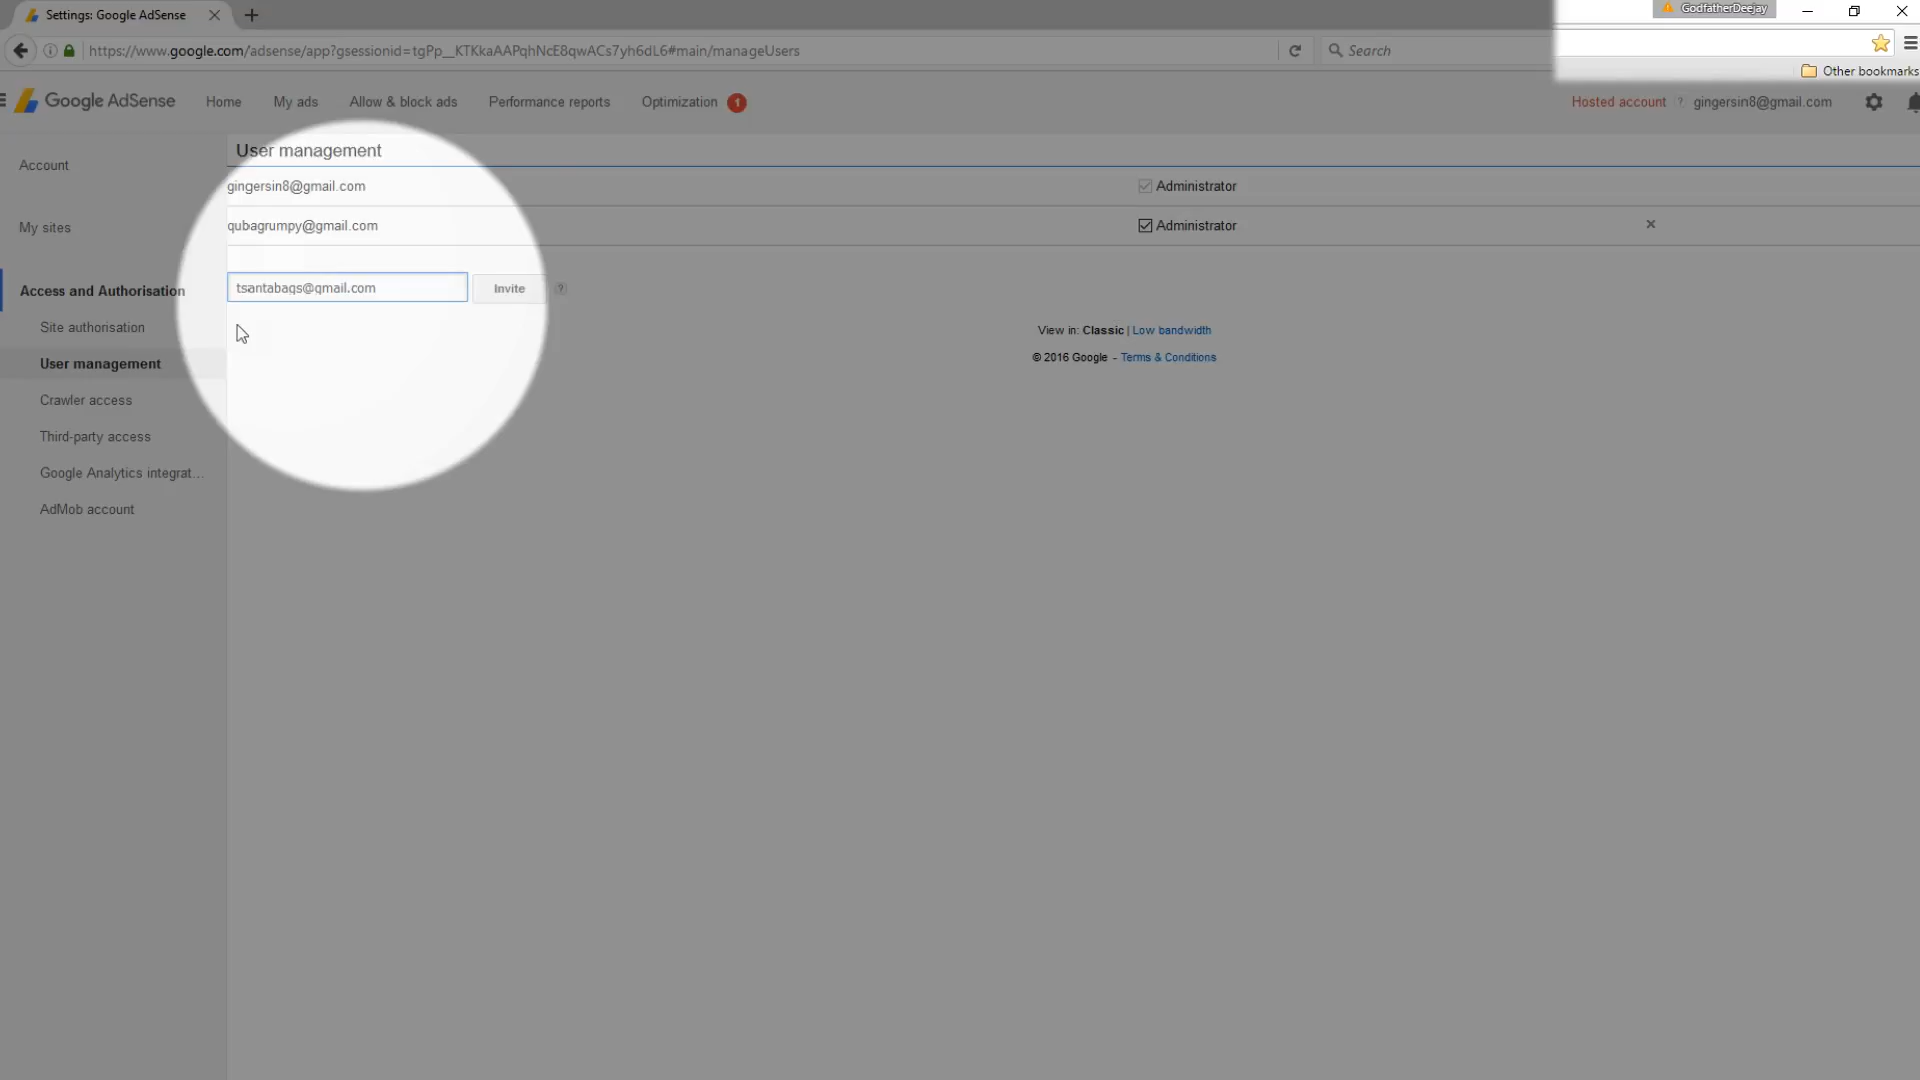 Settings: Google AdSense
GodfatherDeejay
https://www.google.com/adsense/app?gsessionid=tgPp__KTKkaAAPqhNcE8qwACs7yh6dL6#main/manageUsers
Search
Other bookmarks
Google AdSense
Home
My ads
Allow & block ads
Performance reports
Optimization
1
Hosted account
?
gingersin8@gmail.com
User management
Account
gingersin8@gmail.com
Administrator
My sites
qubagrumpy@gmail.com
Administrator
Access and Authorisation
tsantabags@gmail.com
Invite
?
Site authorisation
View in: Classic | Low bandwidth
User management
© 2016 Google - Terms & Conditions
Crawler access
Third-party access
Google Analytics integrat...
AdMob account